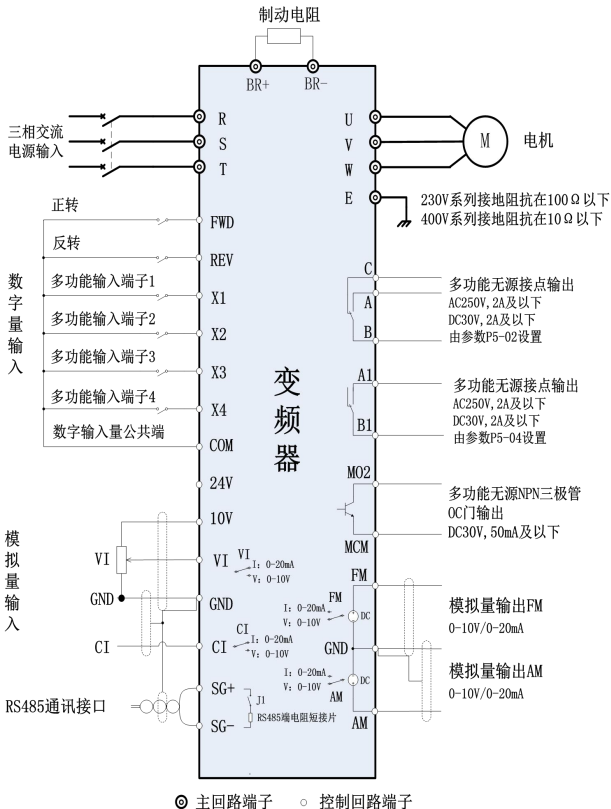 制动电阻
BR+
BR-
三相交流
电源输入
R
S
T
U
V
W
E
M
电机
230V系列接地阻抗在100Ω以下
400V系列接地阻抗在10Ω以下
数字量输入
正转
FWD
反转
REV
多功能输入端子1
X1
多功能输入端子2
X2
多功能输入端子3
X3
多功能输入端子4
X4
数字输入量公共端
COM
24V
变频器
C
A
B
多功能无源接点输出
AC250V,2A及以下
DC30V,2A及以下
由参数P5-02设置
A1
B1
多功能无源接点输出
AC250V,2A及以下
DC30V,2A及以下
由参数P5-04设置
MO2
MCM
多功能无源NPN三极管
OC门输出
DC30V,50mA及以下
模拟量输入
10V
VI
VI
VI
I: 0-20mA
V: 0-10V
GND
GND
CI
CI
CI
I: 0-20mA
V: 0-10V
FM
FM
I: 0-20mA
V: 0-10V
DC
GND
I: 0-20mA
V: 0-10V
DC
AM
AM
模拟量输出FM
0-10V/0-20mA
模拟量输出AM
0-10V/0-20mA
RS485通讯接口
SG+
SG-
J1
RS485端电阻短接片
主回路端子
控制回路端子